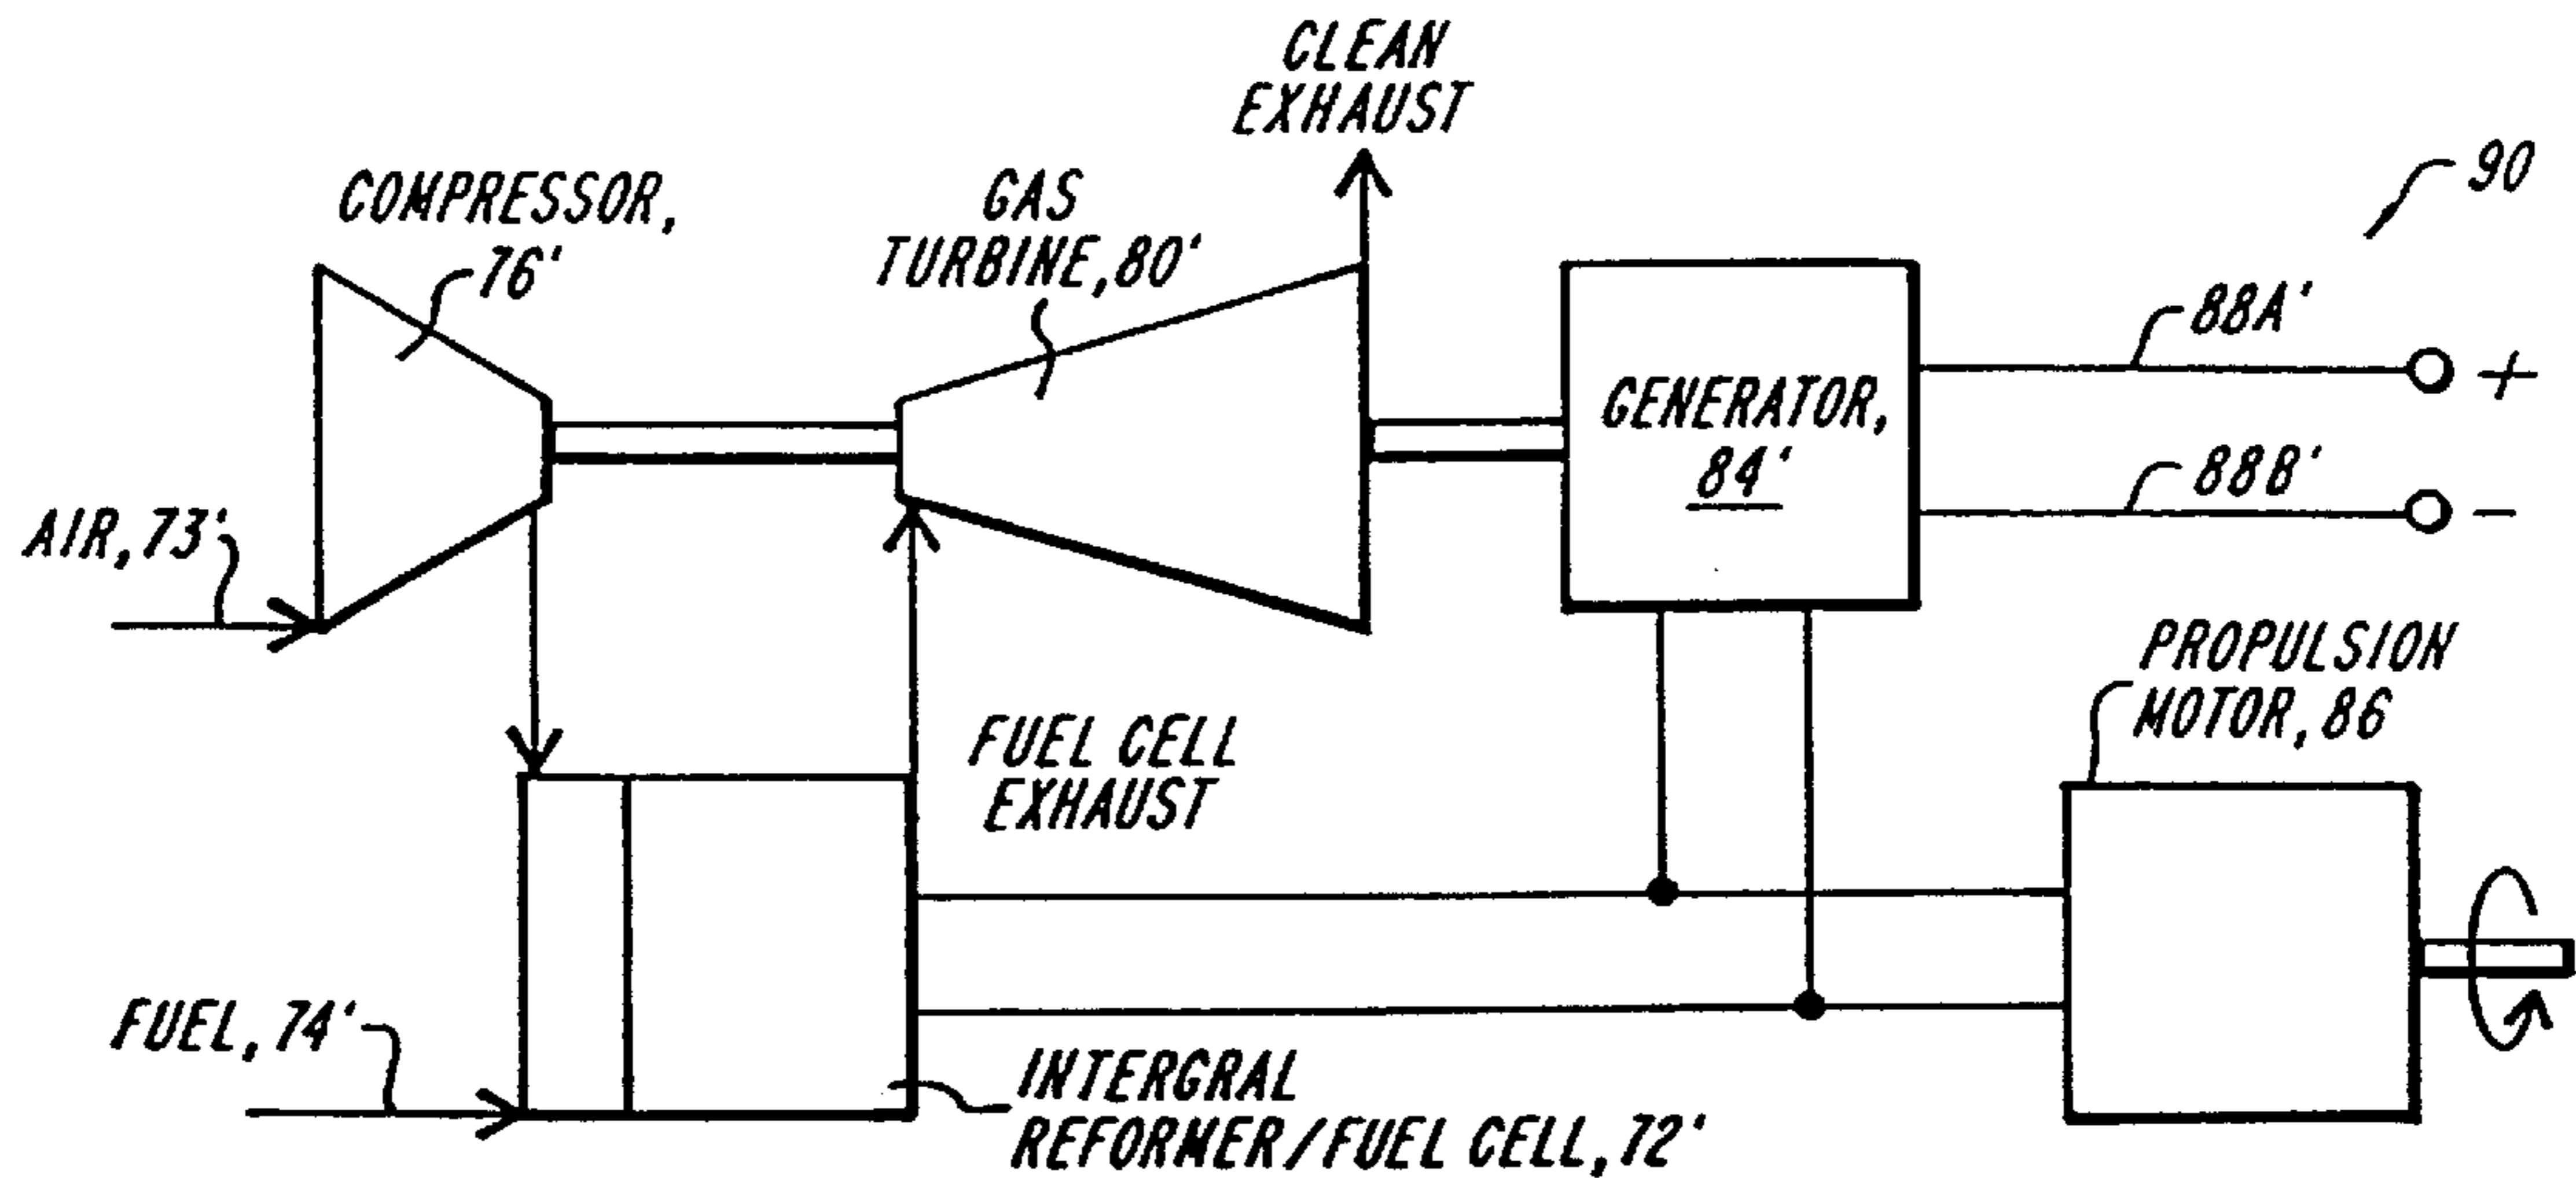 CLEAN
EXHAUST
90
COMPRESSOR,
76'
GAS
TURBINE,80'
88A'
+
GENERATOR,
84'
88B'
-
AIR,73'
PROPULSION
MOTOR,86
FUEL CELL
EXHAUST
FUEL,74'
INTERGRAL
REFORMER/FUEL CELL,72'